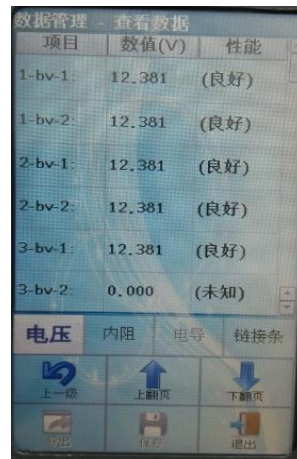 数据管理 - 查看数据
项目 数值(V) 性能
1-bv-1: 12.381 (良好)
1-bv-2: 12.381 (良好)
2-bv-1: 12.381 (良好)
2-bv-2: 12.381 (良好)
3-bv-1: 12.381 (良好)
3-bv-2: 0.000 (未知)
电压 内阻 电导 链接条
上一级 上翻页 下翻页
导出 保存 退出